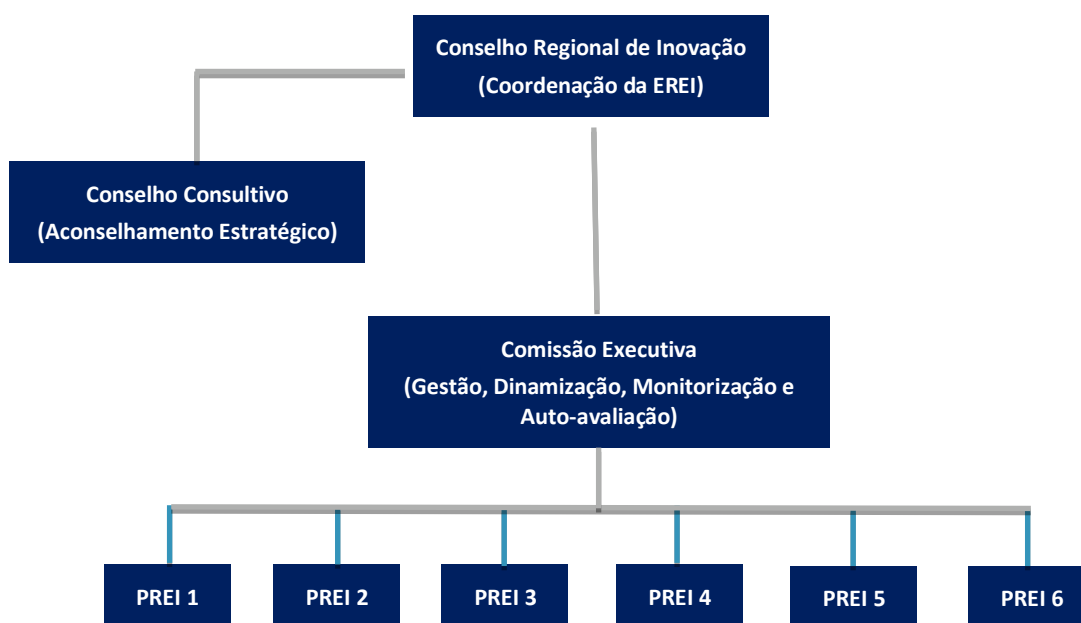 Conselho Regional de Inovação
(Coordenação da EREI)
Conselho Consultivo
(Aconselhamento Estratégico)
Comissão Executiva
(Gestão, Dinamização, Monitorização e
Auto-avaliação)
PREI 1
PREI 2
PREI 3
PREI 4
PREI 5
PREI 6